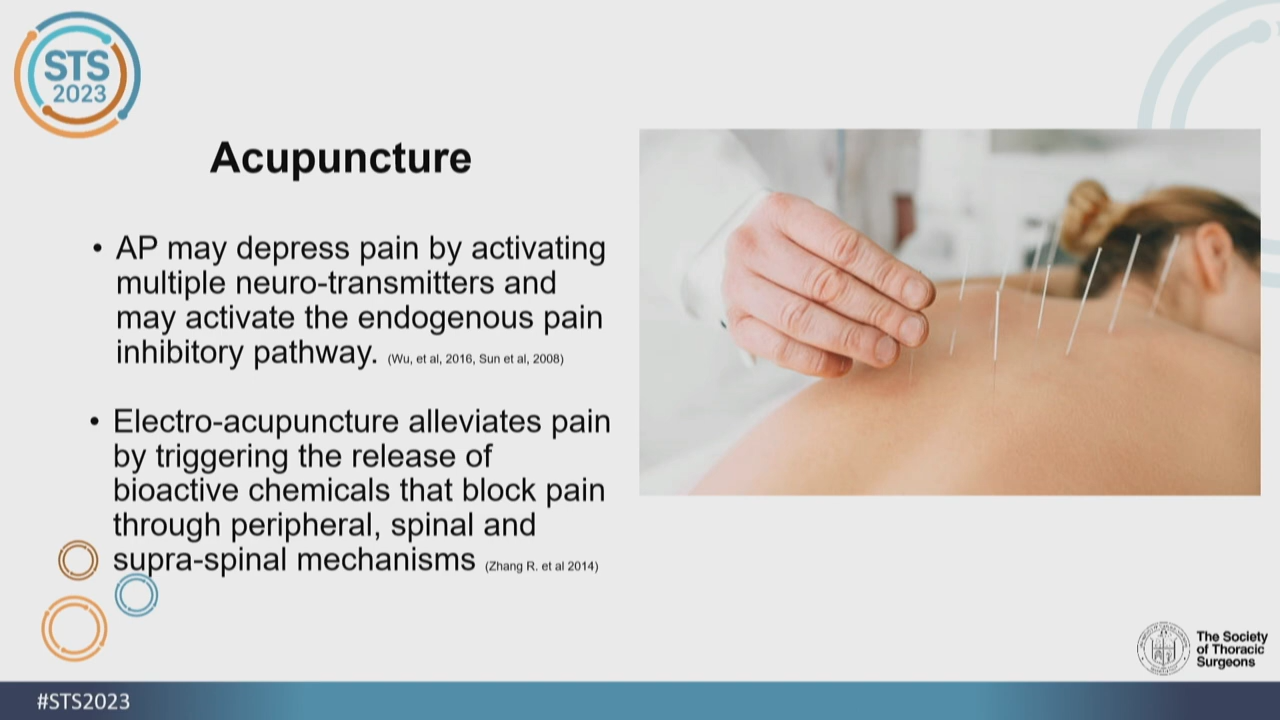 STS
2023
Acupuncture
• AP may depress pain by activating
multiple neuro-transmitters and
may activate the endogenous pain
inhibitory pathway. (Wu, et al, 2016, Sun et al, 2008)
• Electro-acupuncture alleviates pain
by triggering the release of
bioactive chemicals that block pain
through peripheral, spinal and
supra-spinal mechanisms (Zhang R. et al 2014)
The Society
of Thoracic
Surgeons
#STS2023